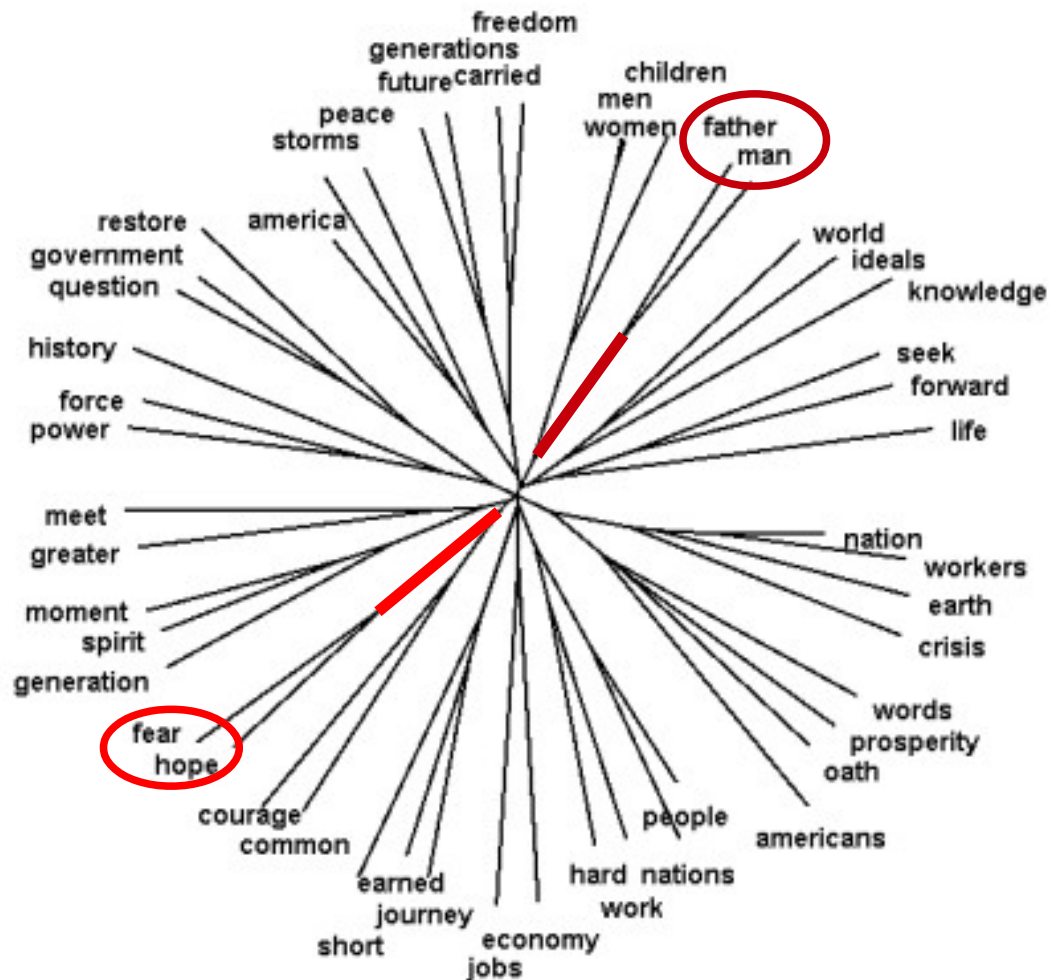 freedom
generations
future carried
children
men
women
father
man
peace
storms
america
restore
government
question
history
force
power
world
ideals
knowledge
seek
forward
life
meet
greater
moment
spirit
generation
fear
hope
courage
common
earned
journey
short
economy
jobs
hard nations
work
people
americans
oath
prosperity
words
crisis
earth
workers
nation